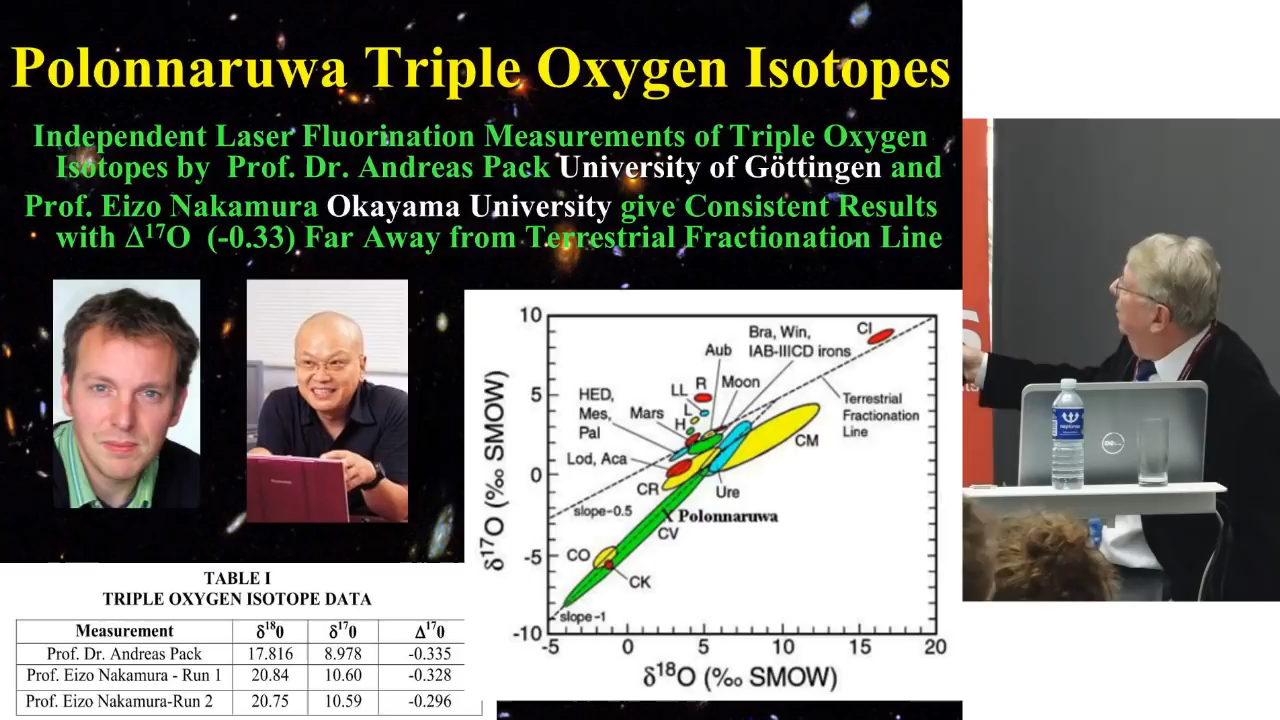 Polonnaruwa Triple Oxygen Isotopes
Independent Laser Fluorination Measurements of Triple Oxygen
Isotopes by Prof. Dr. Andreas Pack University of Göttingen and
Prof. Eizo Nakamura Okayama University give Consistent Results
with Δ¹⁷O (-0.33) Far Away from Terrestrial Fractionation Line
TABLE I
TRIPLE OXYGEN ISOTOPE DATA
Measurement δ¹⁸0 δ¹⁷0 Δ¹⁷0
Prof. Dr. Andreas Pack 17.816 8.978 -0.335
Prof. Eizo Nakamura - Run 1 20.84 10.60 -0.328
Prof. Eizo Nakamura-Run 2 20.75 10.59 -0.296
δ¹⁷O (‰ SMOW)
10
5
0
-5
-10
Bra, Win,
IAB-IIICD irons
CI
Aub
Moon
R
LL
L
H
HED,
Mes,
Pal
Mars
Lod, Aca
Terrestrial
Fractionation
Line
CM
CR
Ure
slope-0.5
X Polonnaruwa
CV
CO
CK
slope-1
-5 0 5 10 15 20
δ¹⁸O (‰ SMOW)
DELL